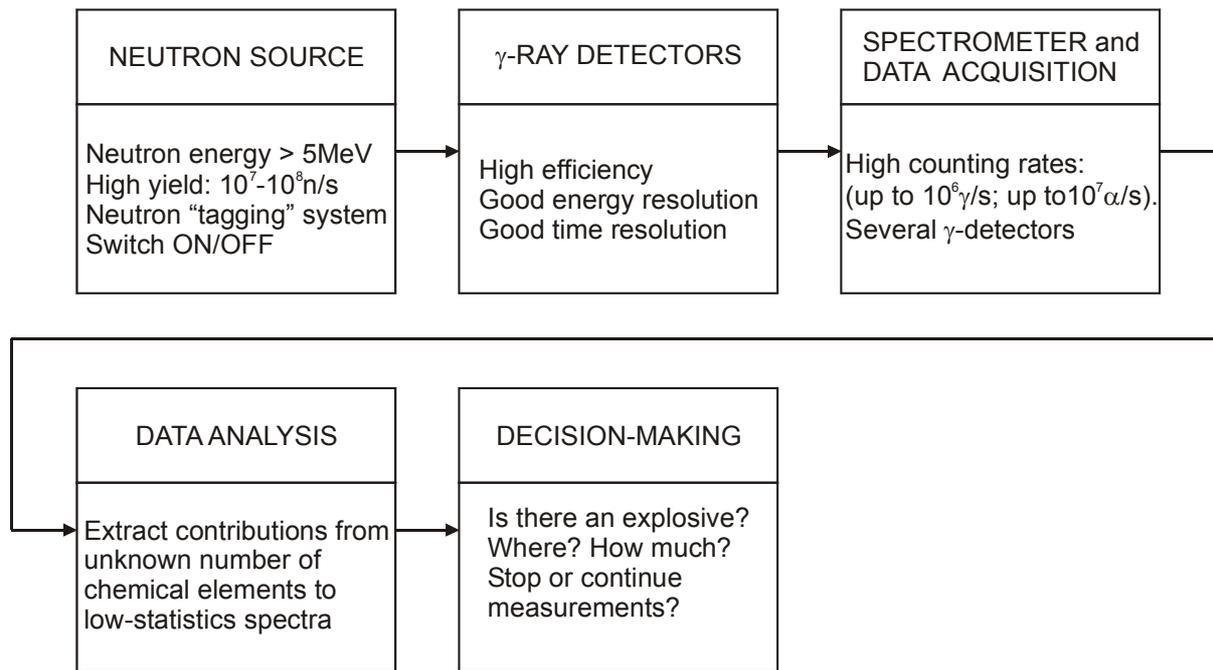 NEUTRON SOURCE
Neutron energy > 5MeV
High yield: 10⁷-10⁸n/s
Neutron “tagging” system
Switch ON/OFF
γ-RAY DETECTORS
High efficiency
Good energy resolution
Good time resolution
SPECTROMETER and
DATA ACQUISITION
High counting rates:
(up to 10⁶γ/s; up to10⁷α/s).
Several γ-detectors
DATA ANALYSIS
Extract contributions from
unknown number of
chemical elements to
low-statistics spectra
DECISION-MAKING
Is there an explosive?
Where? How much?
Stop or continue
measurements?